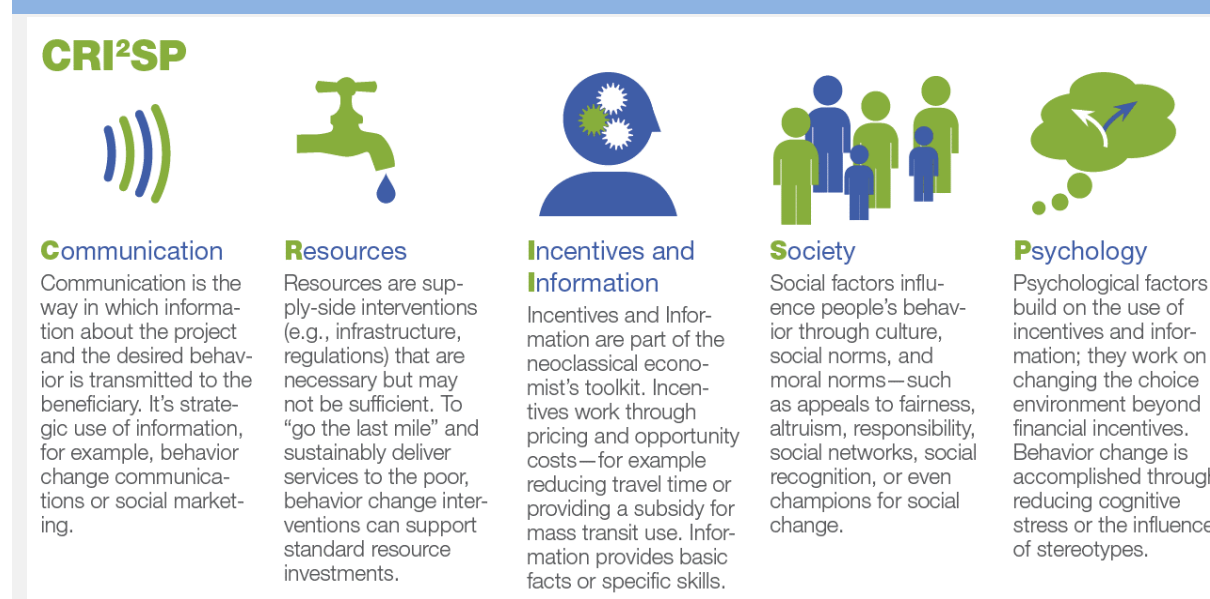 CRI²SP
Communication
Communication is the
way in which informa-
tion about the project
and the desired behav-
ior is transmitted to the
beneficiary. It's strate-
gic use of information,
for example, behavior
change communica-
tions or social market-
ing.
Resources
Resources are sup-
ply-side interventions
(e.g., infrastructure,
regulations) that are
necessary but may
not be sufficient. To
“go the last mile” and
sustainably deliver
services to the poor,
behavior change inter-
ventions can support
standard resource
investments.
Incentives and
Information
Incentives and Infor-
mation are part of the
neoclassical econo-
mist's toolkit. Incen-
tives work through
pricing and opportunity
costs—for example
reducing travel time or
providing a subsidy for
mass transit use. Infor-
mation provides basic
facts or specific skills.
Society
Social factors influ-
ence people's behav-
ior through culture,
social norms, and
moral norms—such
as appeals to fairness,
altruism, responsibility,
social networks, social
recognition, or even
champions for social
change.
Psychology
Psychological factors
build on the use of
incentives and infor-
mation; they work on
changing the choice
environment beyond
financial incentives.
Behavior change is
accomplished through
reducing cognitive
stress or the influence
of stereotypes.